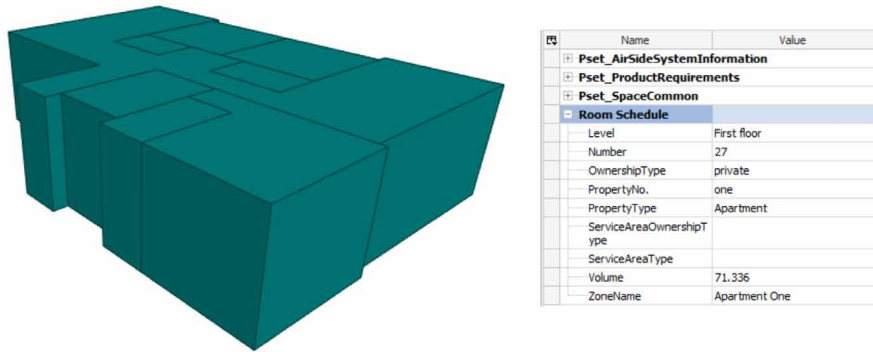 Name Value
Pset_AirSideSystemInformation
Pset_ProductRequirements
Pset_SpaceCommon
Room Schedule
Level First floor
Number 27
OwnershipType private
PropertyNo. one
PropertyType Apartment
ServiceAreaOwnershipT
ype
ServiceAreaType
Volume 71.336
ZoneName Apartment One